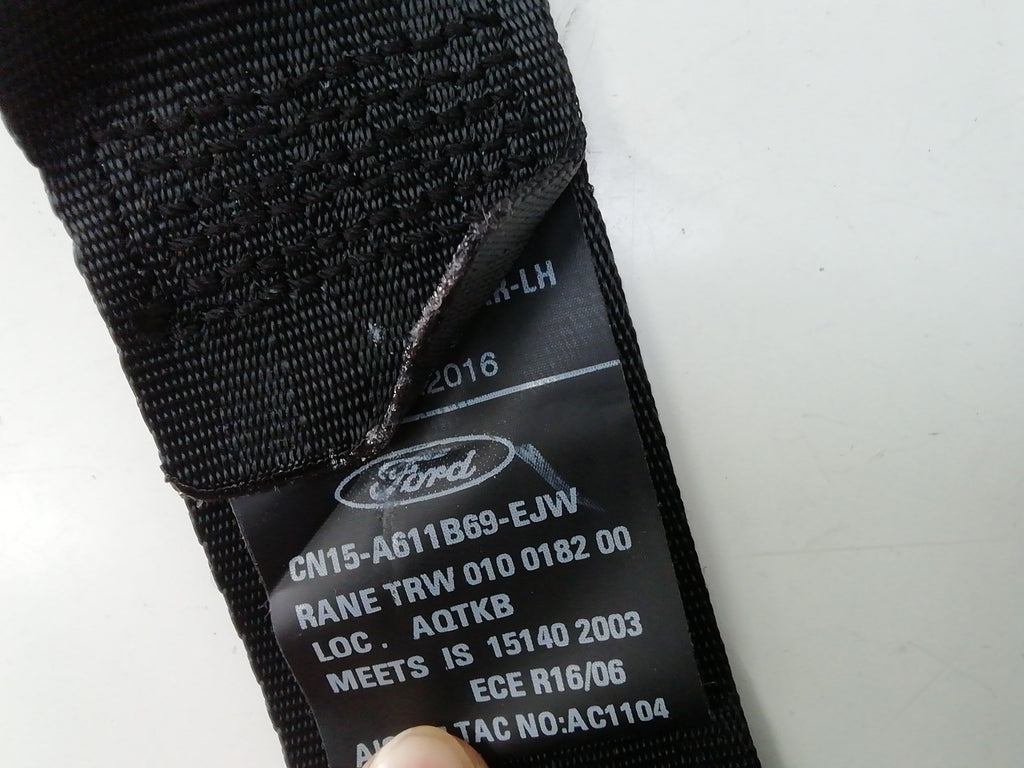 -LH
2016
Ford
CN15-A611B69-EJW
RANE TRW 010 0182 00
LOC. AQTKB
MEETS IS 15140 2003
ECE R16/06
TAC NO:AC1104